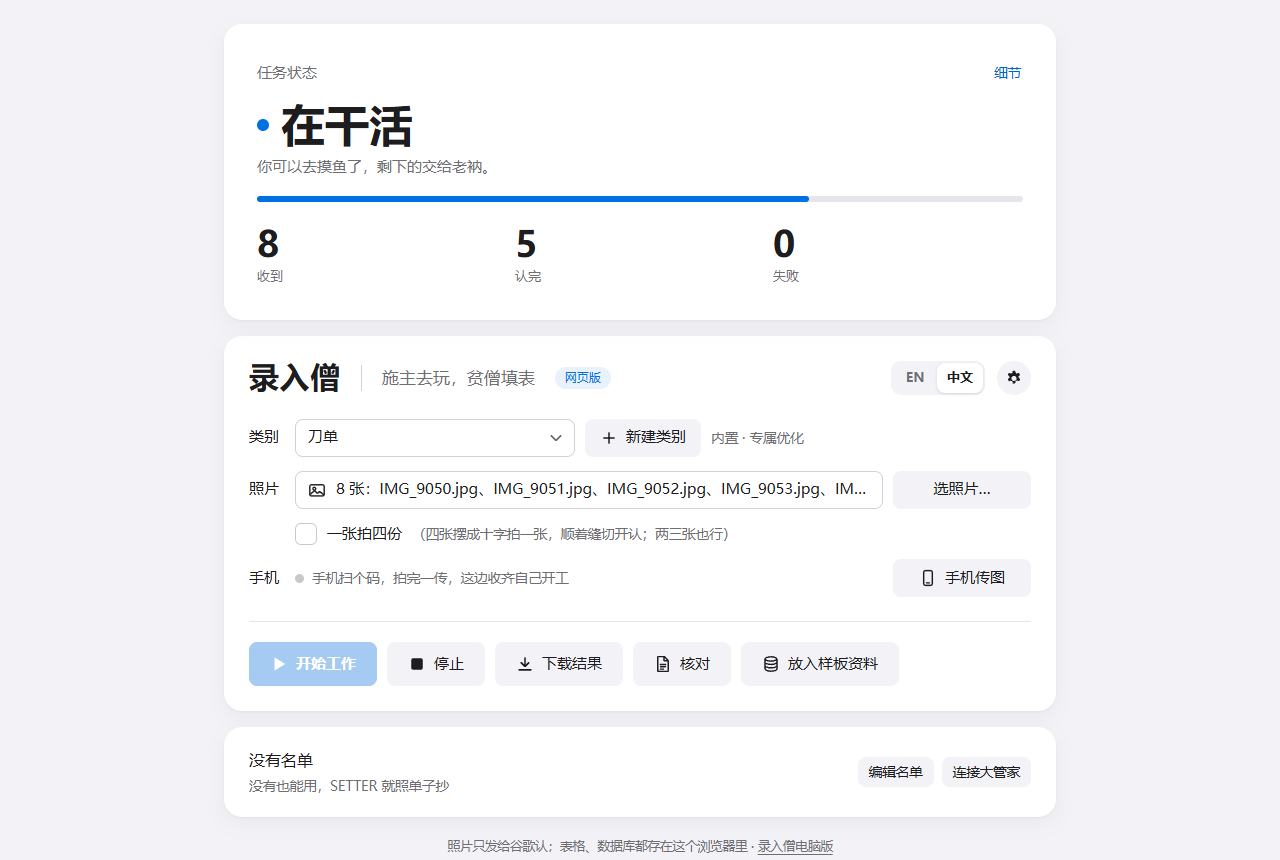 任务状态
细节
在干活
你可以去摸鱼了，剩下的交给老衲。
8 5 0
收到 认完 失败
录入僧 施主去玩，贫僧填表 网页版 EN 中文
类别 刀单 新建类别 内置 · 专属优化
照片 8 张：IMG_9050.jpg、IMG_9051.jpg、IMG_9052.jpg、IMG_9053.jpg、IM... 选照片...
一张拍四份 （四张摆成十字拍一张，顺着缝切开认；两三张也行）
手机 手机扫个码，拍完一传，这边收齐自己开工 手机传图
开始工作 停止 下载结果 核对 放入样板资料
没有名单
没有也能用，SETTER 就照单子抄
编辑名单 连接大管家
照片只发给谷歌认；表格、数据库都存在这个浏览器里 · 录入僧电脑版